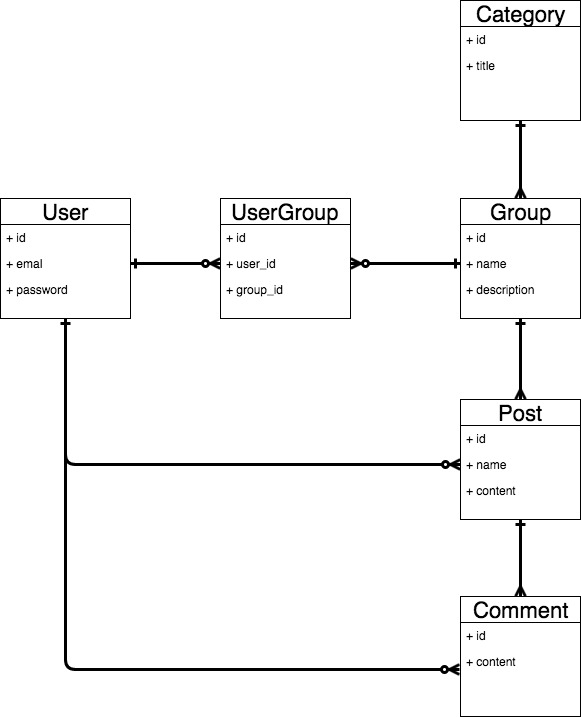 Category
+ id
+ title
User
+ id
+ emal
+ password
UserGroup
+ id
+ user_id
+ group_id
Group
+ id
+ name
+ description
Post
+ id
+ name
+ content
Comment
+ id
+ content